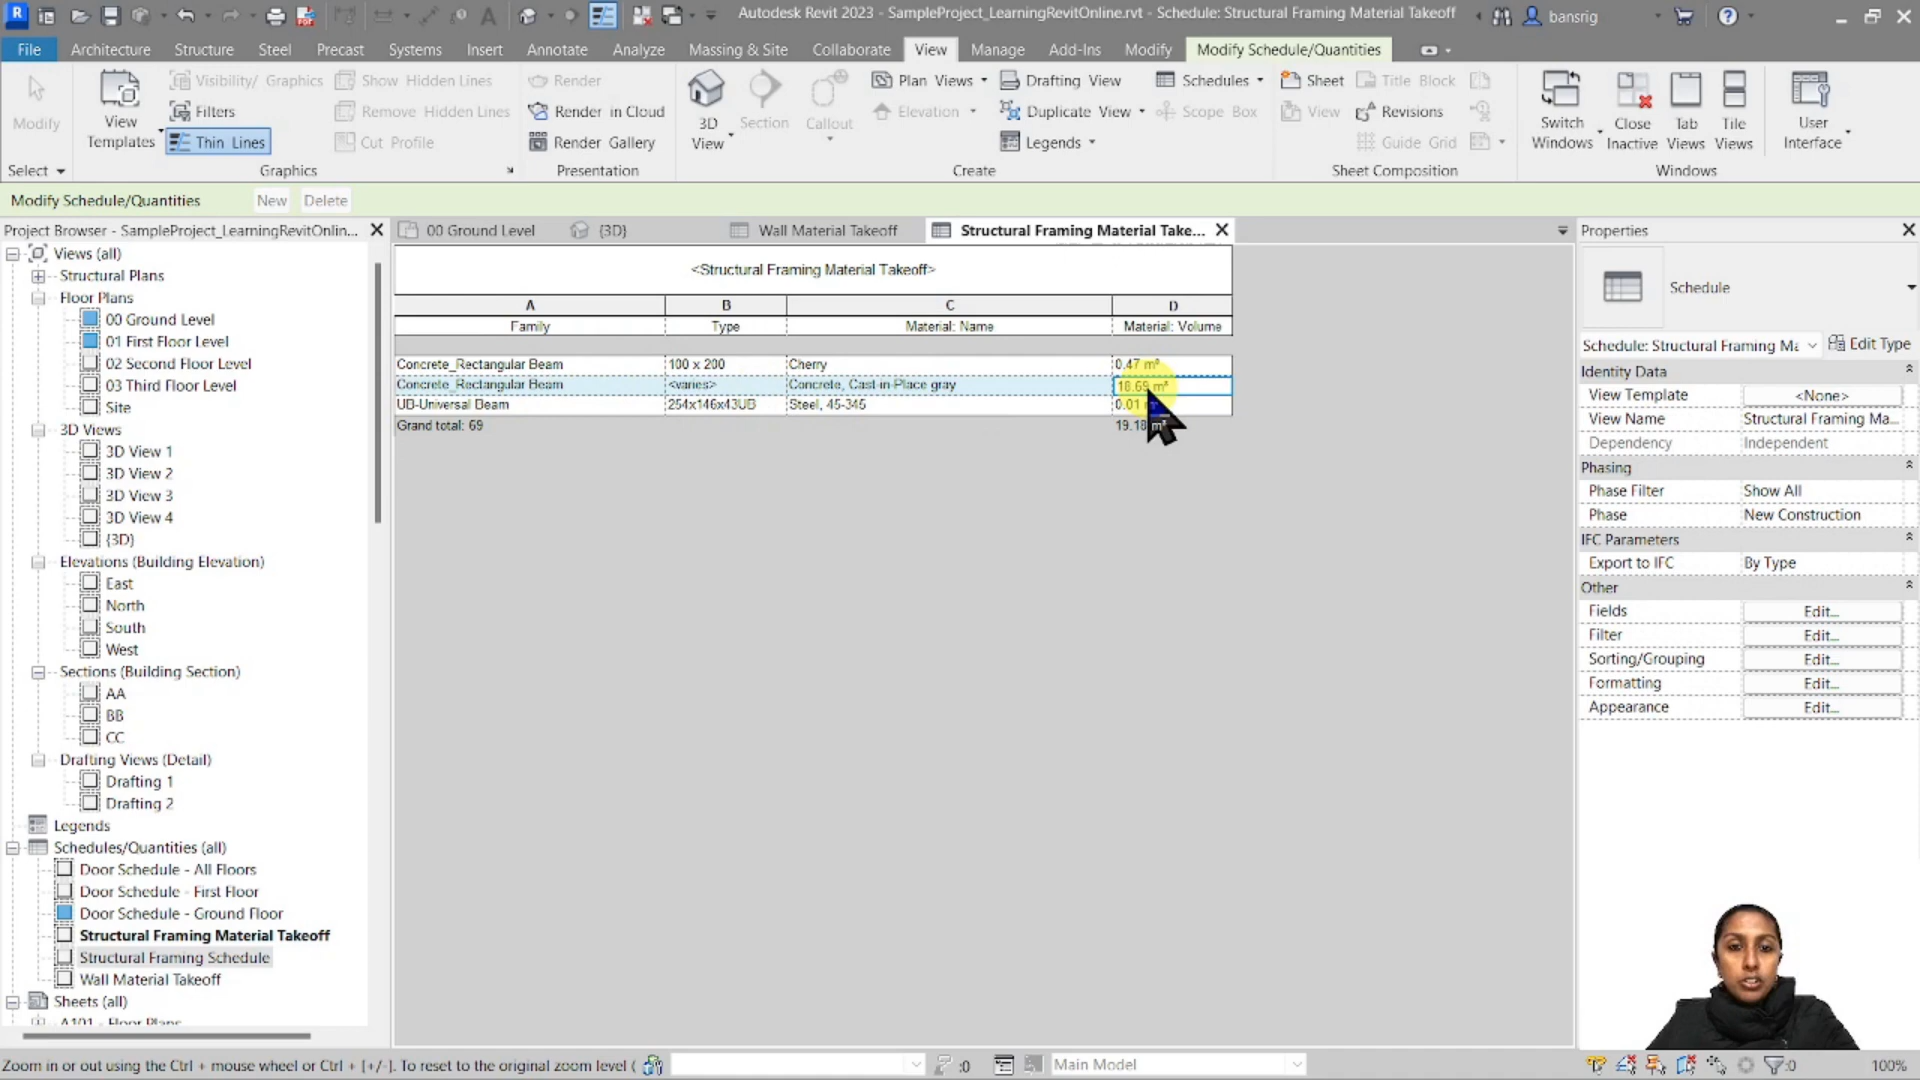 Autodesk Revit 2023 - SampleProject_LearningRevitOnline.rvt - Schedule: Structural Framing Material Takeoff
bansrig
File Architecture Structure Steel Precast Systems Insert Annotate Analyze Massing & Site Collaborate View Manage Add-Ins Modify Modify Schedule/Quantities
Visibility/ Graphics Show Hidden Lines Render Plan Views Drafting View Schedules Sheet Title Block
Filters Remove Hidden Lines Render in Cloud Elevation Duplicate View Scope Box View Revisions
Thin Lines Cut Profile Render Gallery Legends Guide Grid
Modify View Templates 3D View Section Callout Switch Windows Close Inactive Tab Views Tile Views User Interface
Select Graphics Presentation Create Sheet Composition Windows
Modify Schedule/Quantities New Delete
Project Browser - SampleProject_LearningRevitOnlin...
Views (all)
Structural Plans
Floor Plans
00 Ground Level
01 First Floor Level
02 Second Floor Level
03 Third Floor Level
Site
3D Views
3D View 1
3D View 2
3D View 3
3D View 4
{3D}
Elevations (Building Elevation)
East
North
South
West
Sections (Building Section)
AA
BB
CC
Drafting Views (Detail)
Drafting 1
Drafting 2
Legends
Schedules/Quantities (all)
Door Schedule - All Floors
Door Schedule - First Floor
Door Schedule - Ground Floor
Structural Framing Material Takeoff
Structural Framing Schedule
Wall Material Takeoff
Sheets (all)
A101 - Floor Plans
00 Ground Level {3D} Wall Material Takeoff Structural Framing Material Take...
<Structural Framing Material Takeoff>
A B C D
Family Type Material: Name Material: Volume
Concrete_Rectangular Beam 100 x 200 Cherry 0.47 m³
Concrete_Rectangular Beam <varies> Concrete, Cast-in-Place gray 18.69 m³
UB-Universal Beam 254x146x43UB Steel, 45-345 0.01 m³
Grand total: 69 19.18 m³
Properties
Schedule
Schedule: Structural Framing Ma Edit Type
Identity Data
View Template <None>
View Name Structural Framing Ma...
Dependency Independent
Phasing
Phase Filter Show All
Phase New Construction
IFC Parameters
Export to IFC By Type
Other
Fields Edit...
Filter Edit...
Sorting/Grouping Edit...
Formatting Edit...
Appearance Edit...
Zoom in or out using the Ctrl + mouse wheel or Ctrl + [+/-]. To reset to the original zoom level ( :0 Main Model :0 100%